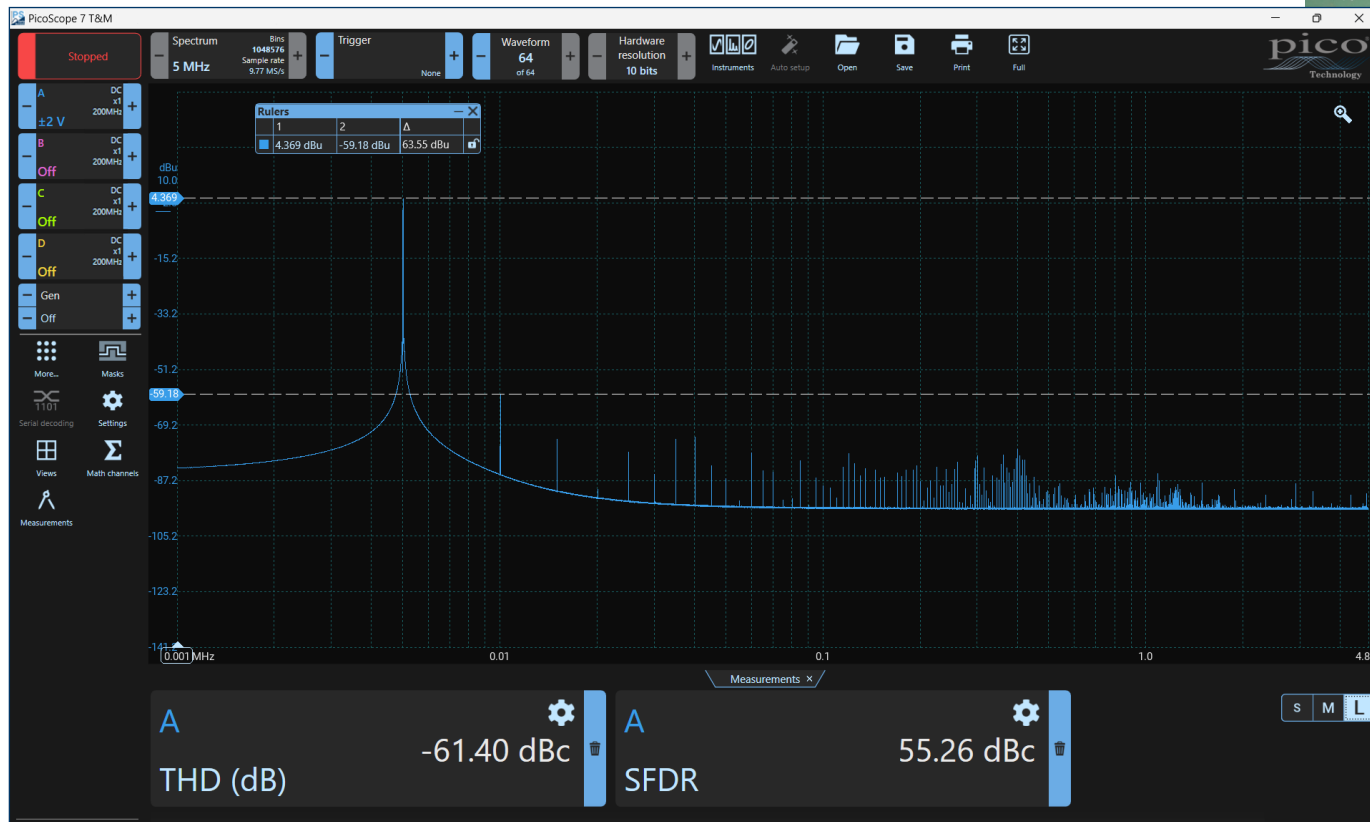 PicoScope 7 T&M
Stopped
Spectrum
5 MHz
Bins
1048576
Sample rate
9.77 MS/s
Trigger
None
Waveform
64
of 64
Hardware
resolution
10 bits
Instruments
Auto setup
Open
Save
Print
Full
pico
Technology
A
DC
x1
200MHz
±2 V
B
DC
x1
200MHz
Off
C
DC
x1
200MHz
Off
D
DC
x1
200MHz
Off
Gen
Off
More...
Masks
1101
Serial decoding
Settings
Views
Math channels
Measurements
Rulers
1 2 Δ
4.369 dBu -59.18 dBu 63.55 dBu
dBu
10.0
4.369
-15.2
-33.2
-51.2
-59.18
-69.2
-87.2
-105.2
-123.2
0.001 MHz 0.01 0.1 1.0 4.8
Measurements ×
A
-61.40 dBc
THD (dB)
A
55.26 dBc
SFDR
S M L